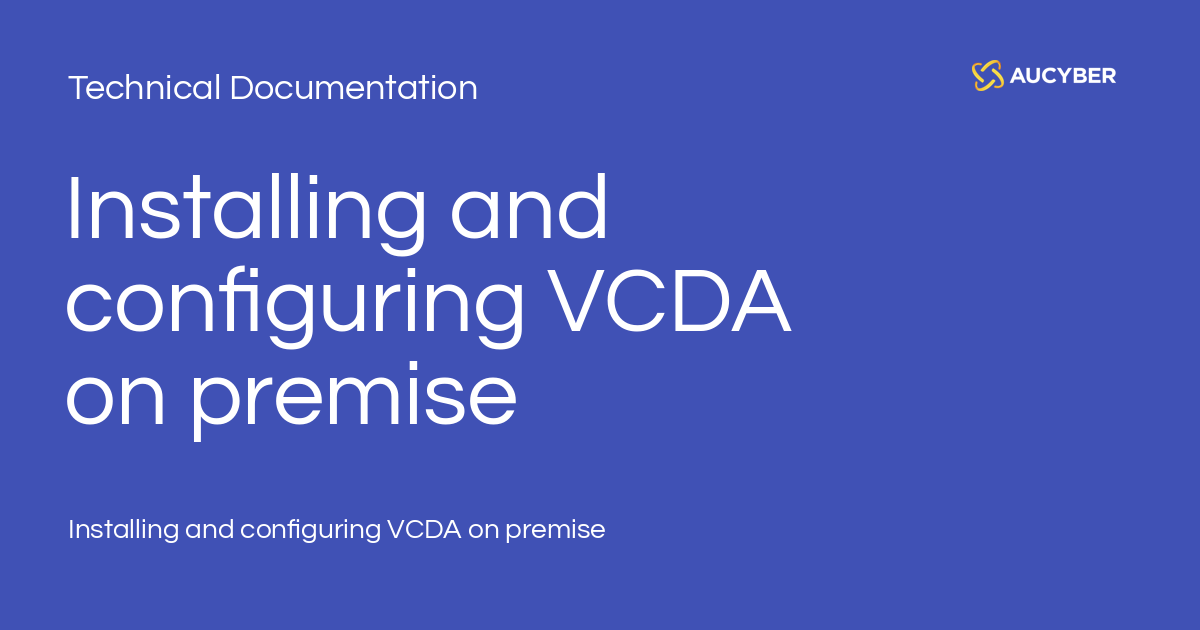 Technical Documentation
AUCYBER
Installing and
configuring VCDA
on premise
Installing and configuring VCDA on premise